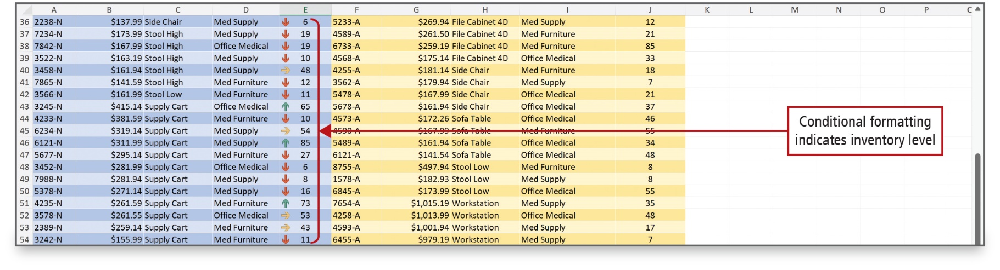 A B C D E F G H I J K L M N O P C
36 2238-N $137.99 Side Chair Med Supply 6 5233-A $269.94 File Cabinet 4D Med Supply 12
37 7234-N $173.99 Stool High Med Supply 19 4589-A $261.50 File Cabinet 4D Med Furniture 21
38 7842-N $167.99 Stool High Office Medical 19 6733-A $259.19 File Cabinet 4D Med Furniture 85
39 3522-N $163.19 Stool High Med Supply 10 4568-A $175.14 File Cabinet 4D Office Medical 33
40 3458-N $161.94 Stool High Med Supply 48 4255-A $181.14 Side Chair Med Furniture 18
41 7865-N $141.59 Stool High Med Furniture 12 3562-A $179.94 Side Chair Med Supply 7
42 3566-N $161.99 Stool Low Med Furniture 11 5478-A $167.99 Side Chair Office Medical 21
43 3245-N $415.14 Supply Cart Office Medical 65 5678-A $161.94 Side Chair Office Medical 37
44 4233-N $381.59 Supply Cart Med Furniture 10 4573-A $172.26 Sofa Table Office Medical 46
45 6234-N $319.14 Supply Cart Med Supply 54 4590-A $167.99 Sofa Table Med Furniture 55
46 6121-N $311.99 Supply Cart Med Supply 85 5489-A $161.94 Sofa Table Office Medical 34
47 5677-N $295.14 Supply Cart Med Furniture 27 6121-A $141.54 Sofa Table Office Medical 48
48 3452-N $281.99 Supply Cart Office Medical 6 8755-A $497.94 Stool Low Med Furniture 8
49 7988-N $281.94 Supply Cart Med Supply 8 1578-A $182.93 Stool Low Med Supply 8
50 5378-N $271.14 Supply Cart Med Supply 16 6845-A $173.99 Stool Low Office Medical 55
51 4235-N $261.59 Supply Cart Med Furniture 73 7654-A $1,015.19 Workstation Med Supply 35
52 3578-N $261.55 Supply Cart Office Medical 53 4258-A $1,013.99 Workstation Office Medical 48
53 2389-N $259.14 Supply Cart Med Furniture 43 4593-A $1,001.94 Workstation Med Supply 17
54 3242-N $155.99 Supply Cart Med Furniture 11 6455-A $979.19 Workstation Med Supply 7
Conditional formatting
indicates inventory level